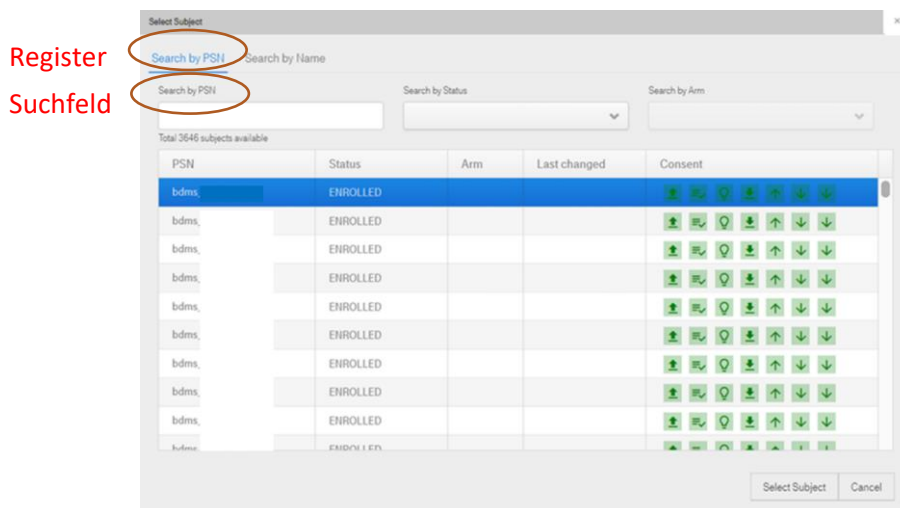 Select Subject
×
Register
Search by PSN Search by Name
Suchfeld
Search by PSN Search by Status Search by Arm
Total 3646 subjects available
PSN Status Arm Last changed Consent
bdms_ ENROLLED
bdms_ ENROLLED
bdms_ ENROLLED
bdms_ ENROLLED
bdms_ ENROLLED
bdms_ ENROLLED
bdms_ ENROLLED
bdms_ ENROLLED
bdms_ ENROLLED
bdms_ ENROLLED
Select Subject Cancel